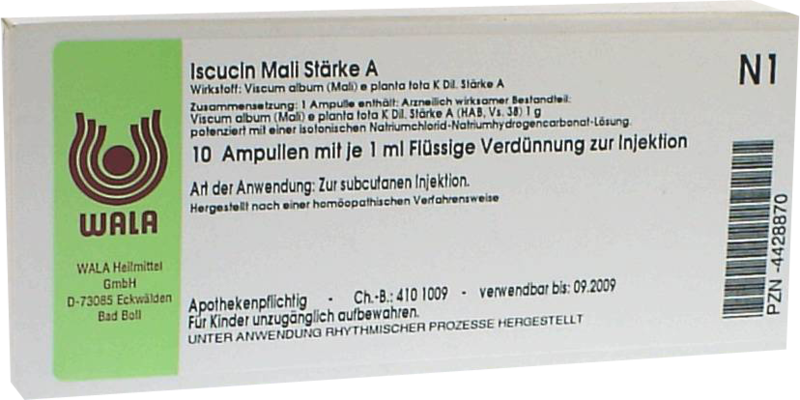 Iscucin Mali Stärke A
Wirkstoff: Viscum album (Mali) e planta tota K Dil. Stärke A
Zusammensetzung: 1 Ampulle enthält: Arzneilich wirksamer Bestandteil:
Viscum album (Mali) e planta tota K Dil. Stärke A (HAB, Vs. 38) 1 g
potenziert mit einer isotonischen Natriumchlorid-Natriumhydrogencarbonat-Lösung.
10 Ampullen mit je 1 ml Flüssige Verdünnung zur Injektion
Art der Anwendung: Zur subcutanen Injektion.
Hergestellt nach einer homöopathischen Verfahrensweise
Apothekenpflichtig - Ch.-B.: 410 1009 - verwendbar bis: 09.2009
Für Kinder unzugänglich aufbewahren.
UNTER ANWENDUNG RHYTHMISCHER PROZESSE HERGESTELLT
N1
PZN -4428870
WALA
WALA Heilmittel
GmbH
D-73085 Eckwälden
Bad Boll